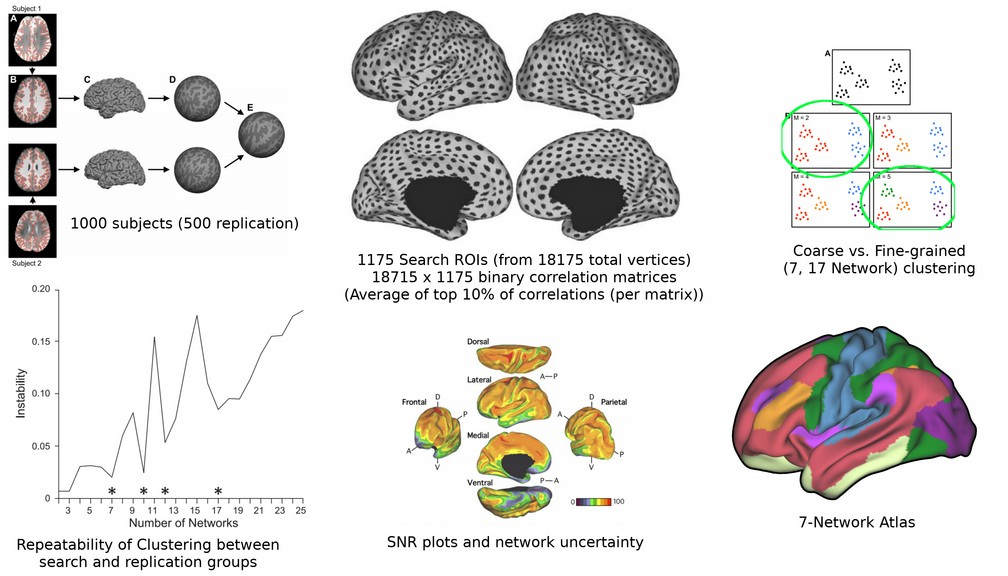 Subject 1
A
B
C
D
E
Subject 2
1000 subjects (500 replication)
1175 Search ROIs (from 18175 total vertices)
18715 x 1175 binary correlation matrices
(Average of top 10% of correlations (per matrix))
A
M = 2
M = 3
M = 4
= 5
Coarse vs. Fine-grained
(7, 17 Network) clustering
0.20
0.15
0.10
0.05
0
Instability
* * * *
3 5 7 9 11 13 15 17 19 21 23 25
Number of Networks
Repeatability of Clustering between
search and replication groups
Dorsal
A—P
Lateral
Frontal
D
P
A
V
Parietal
D
A
P
V
Medial
P—A
Ventral
0 100
SNR plots and network uncertainty
7-Network Atlas